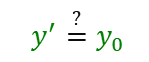 y′ ≟ y₀